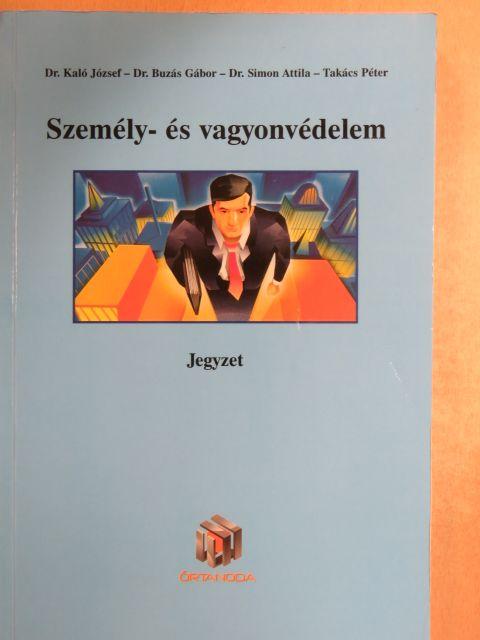 Dr. Kaló József – Dr. Buzás Gábor – Dr. Simon Attila – Takács Péter
Személy- és vagyonvédelem
Jegyzet
ŐRTANODA